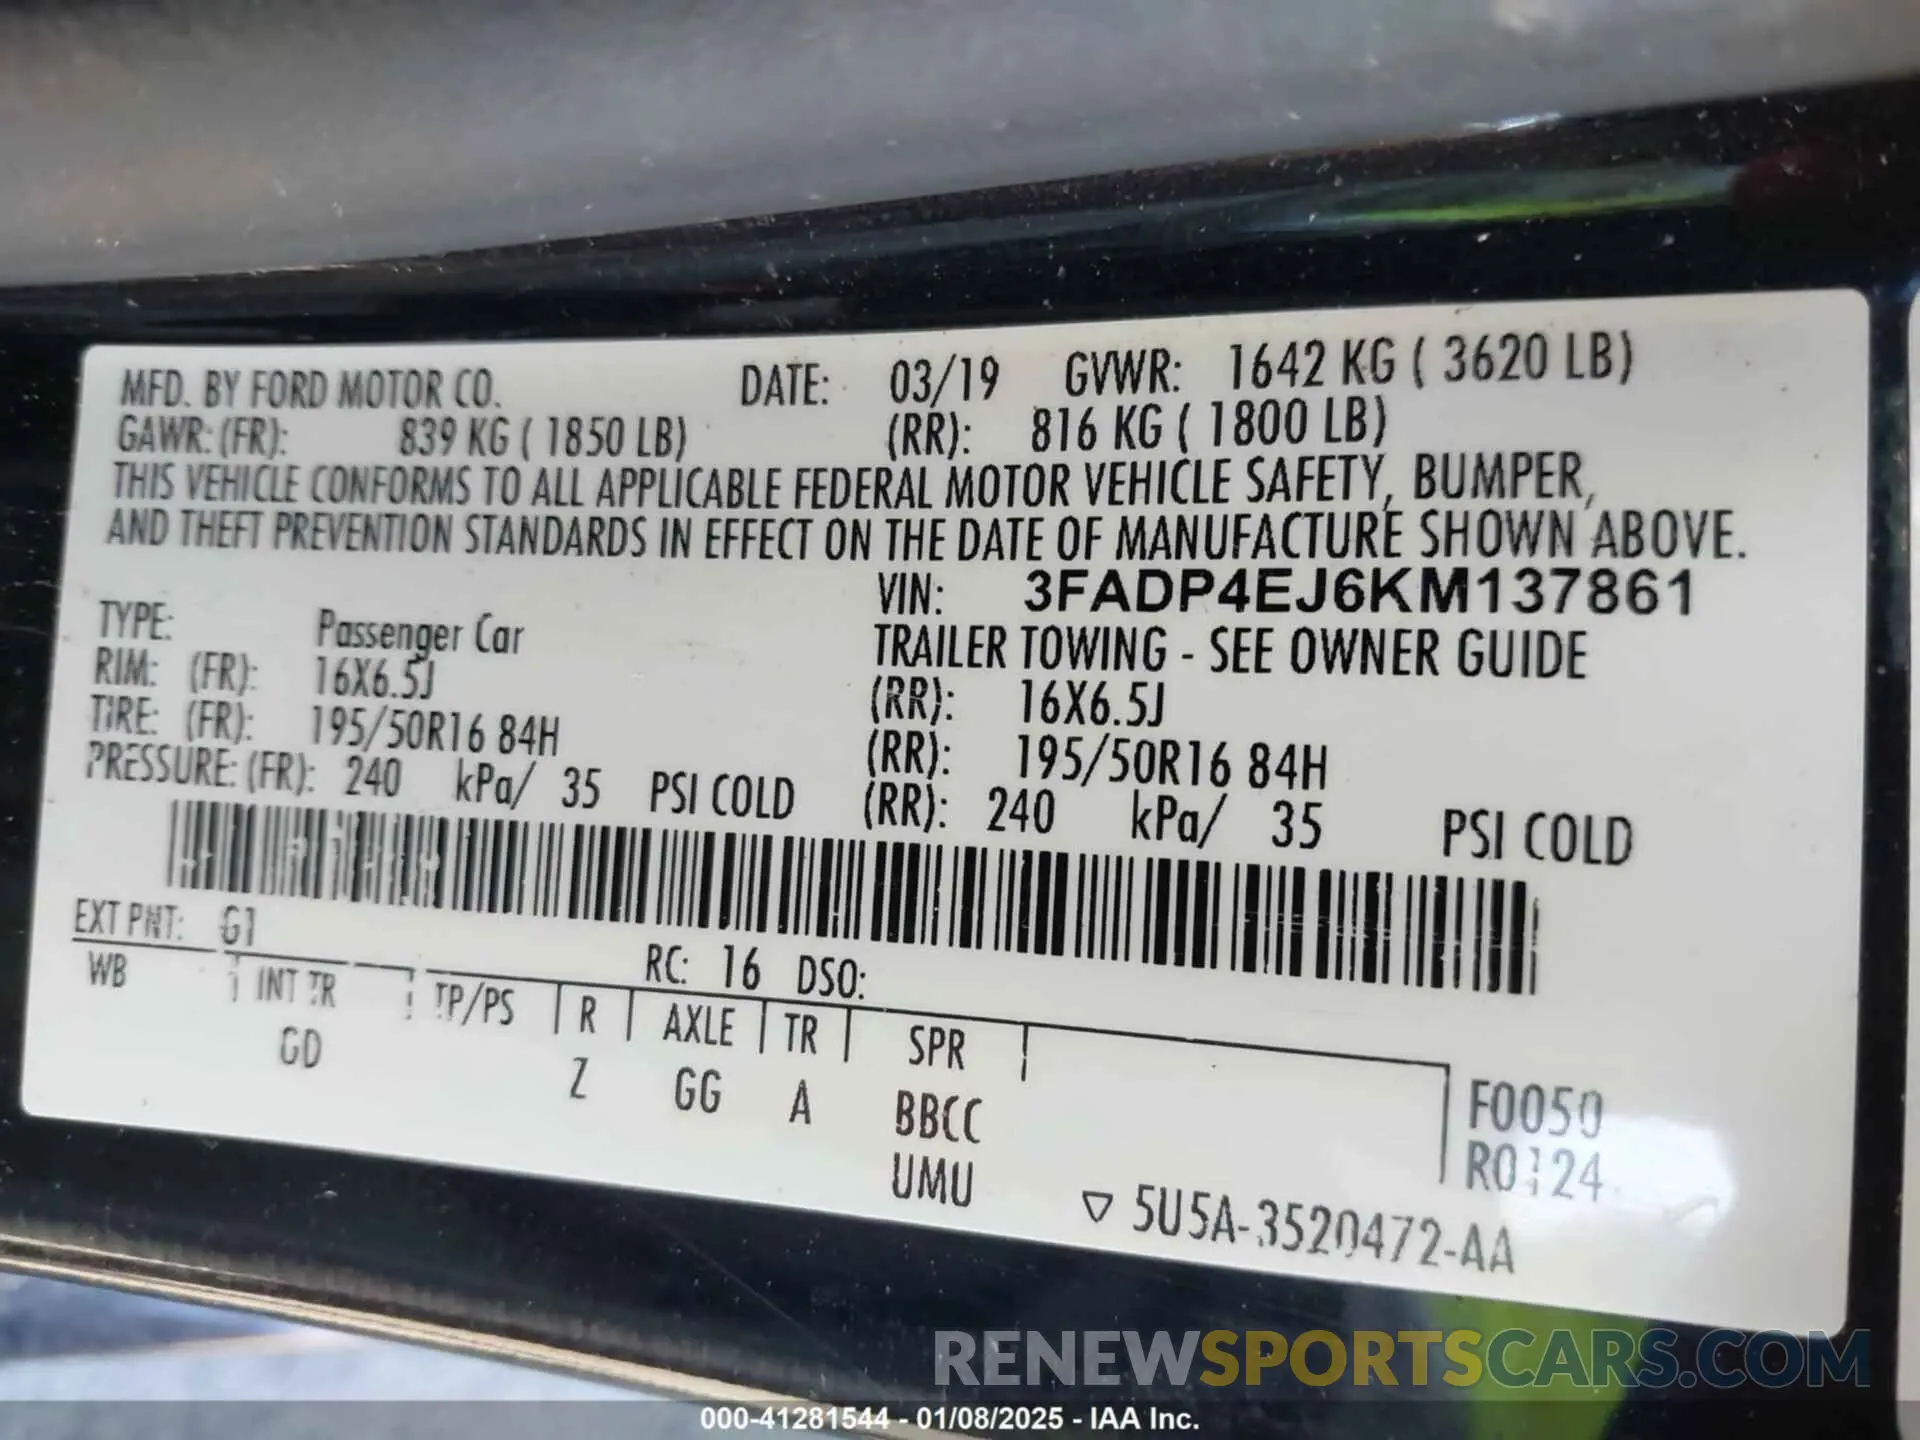 MFD. BY FORD MOTOR CO. DATE: 03/19 GVWR: 1642 KG ( 3620 LB)
GAWR: (FR): 839 KG ( 1850 LB) (RR): 816 KG ( 1800 LB)
THIS VEHICLE CONFORMS TO ALL APPLICABLE FEDERAL MOTOR VEHICLE SAFETY, BUMPER,
AND THEFT PREVENTION STANDARDS IN EFFECT ON THE DATE OF MANUFACTURE SHOWN ABOVE.
VIN: 3FADP4EJ6KM137861
TYPE: Passenger Car TRAILER TOWING - SEE OWNER GUIDE
RIM: (FR): 16X6.5J (RR): 16X6.5J
TIRE: (FR): 195/50R16 84H (RR): 195/50R16 84H
PRESSURE: (FR): 240 kPa/ 35 PSI COLD (RR): 240 kPa/ 35 PSI COLD
EXT PNT: G1 RC: 16 DSO:
WB INT TR TP/PS R AXLE TR SPR
GD Z GG A BBCC
UMU
F0050
R0124
▽ 5U5A-3520472-AA
RENEWSPORTSCARS.COM
000-41281544 - 01/08/2025 - IAA Inc.